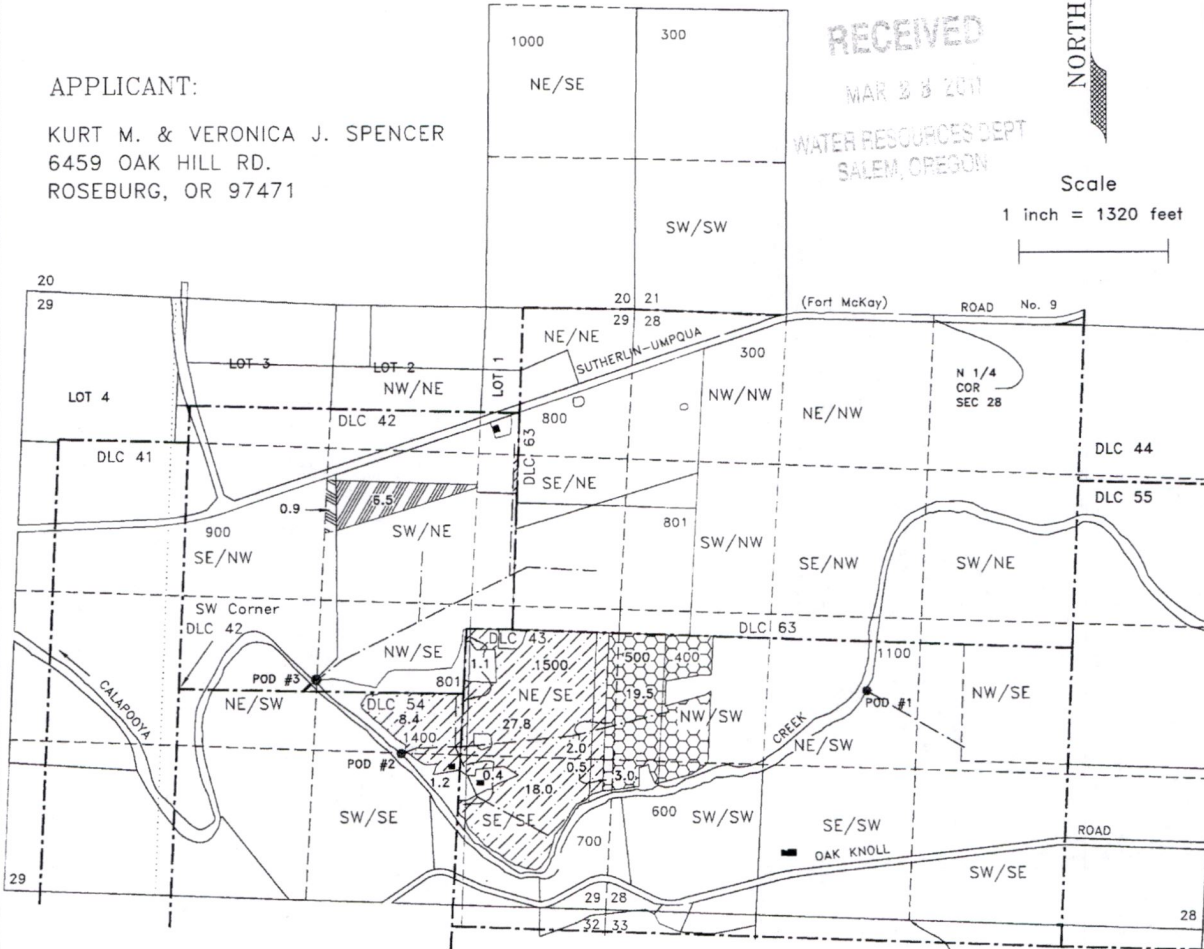 1000
300
NE/SE
RECEIVED
MAR 2011
WATER RESOURCES DEPT
SALEM, OREGON
NORTH
APPLICANT:
KURT M. & VERONICA J. SPENCER
6459 OAK HILL RD.
ROSEBURG, OR 97471
Scale
1 inch = 1320 feet
SW/SW
20
29
20 21
29 28
(Fort McKay)
ROAD No. 9
NE/NE
SUTHERLIN-UMPQUA
300
LOT 3
LOT 2
LOT 1
N 1/4
COR
SEC 28
LOT 4
NW/NE
NW/NW
NE/NW
DLC 42
800
DLC 63
DLC 41
DLC 44
SE/NE
DLC 55
0.9
6.5
900
SW/NE
801
SE/NW
SW/NW
SE/NW
SW/NE
SW Corner
DLC 42
DLC 43
DLC 63
NW/SE
1.1
1500
500
400
1100
CALAPOOYA
POD #3
801
NE/SE
19.5
NW/SE
NE/SW
DLC 54
8.4
27.8
NW/SW
POD #1
1400
CREEK
NE/SW
POD #2
2.0
1.2
0.4
0.5
3.0
18.0
SW/SE
SE/SE
600
SW/SW
SE/SW
700
ROAD
OAK KNOLL
SW/SE
29
29 28
32 33
28